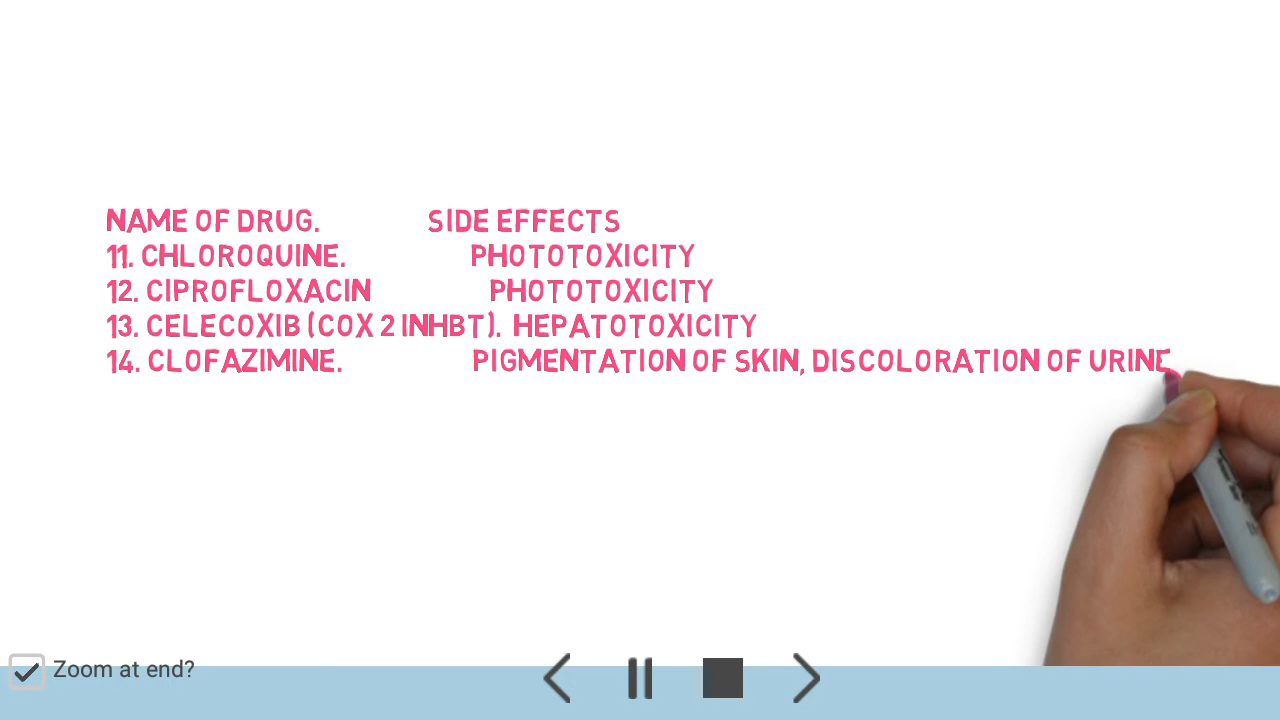 NAME OF DRUG. SIDE EFFECTS
11. CHLOROQUINE. PHOTOTOXICITY
12. CIPROFLOXACIN PHOTOTOXICITY
13. CELECOXIB (COX 2 INHBT). HEPATOTOXICITY
14. CLOFAZIMINE. PIGMENTATION OF SKIN, DISCOLORATION OF URINE
Zoom at end?